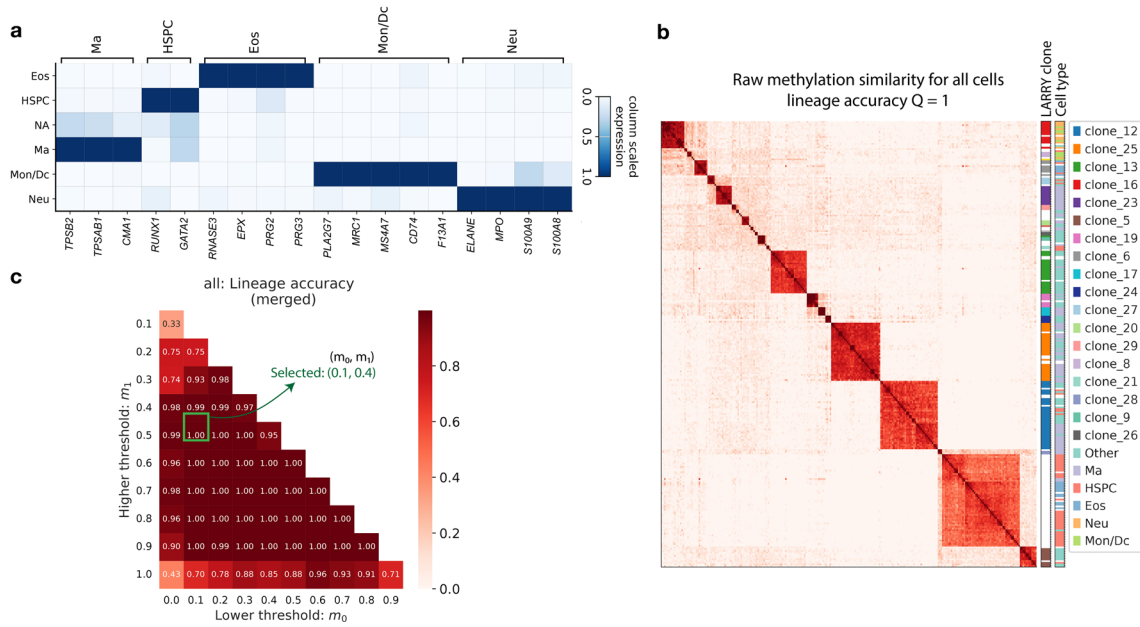 a
Ma
HSPC
Eos
Mon/Dc
Neu
Eos
HSPC
NA
Ma
Mon/Dc
Neu
TPSB2
TPSAB1
CMA1
RUNX1
GATA2
RNASE3
EPX
PRG2
PRG3
PLA2G7
MRC1
MS4A7
CD74
F13A1
ELANE
MPO
S100A9
S100A8
0.0
0.5
1.0
column scaled
expression
b
Raw methylation similarity for all cells
lineage accuracy Q = 1
LARRY clone
Cell type
clone_12
clone_25
clone_13
clone_16
clone_23
clone_5
clone_19
clone_6
clone_17
clone_24
clone_27
clone_20
clone_29
clone_8
clone_21
clone_28
clone_9
clone_26
Other
Ma
HSPC
Eos
Neu
Mon/Dc
c
all: Lineage accuracy
(merged)
(m0, m1)
Selected: (0.1, 0.4)
Higher threshold: m1
0.1 0.33
0.2 0.75 0.75
0.3 0.74 0.93 0.98
0.4 0.98 0.99 0.99 0.97
0.5 0.99 1.00 1.00 1.00 0.95
0.6 0.96 1.00 1.00 1.00 1.00 1.00
0.7 0.98 1.00 1.00 1.00 1.00 1.00 1.00
0.8 0.96 1.00 1.00 1.00 1.00 1.00 1.00 1.00
0.9 0.90 1.00 0.99 1.00 1.00 1.00 1.00 1.00 1.00
1.0 0.43 0.70 0.78 0.88 0.85 0.88 0.96 0.93 0.91 0.71
0.0 0.1 0.2 0.3 0.4 0.5 0.6 0.7 0.8 0.9
Lower threshold: m0
0.8
0.6
0.4
0.2
0.0